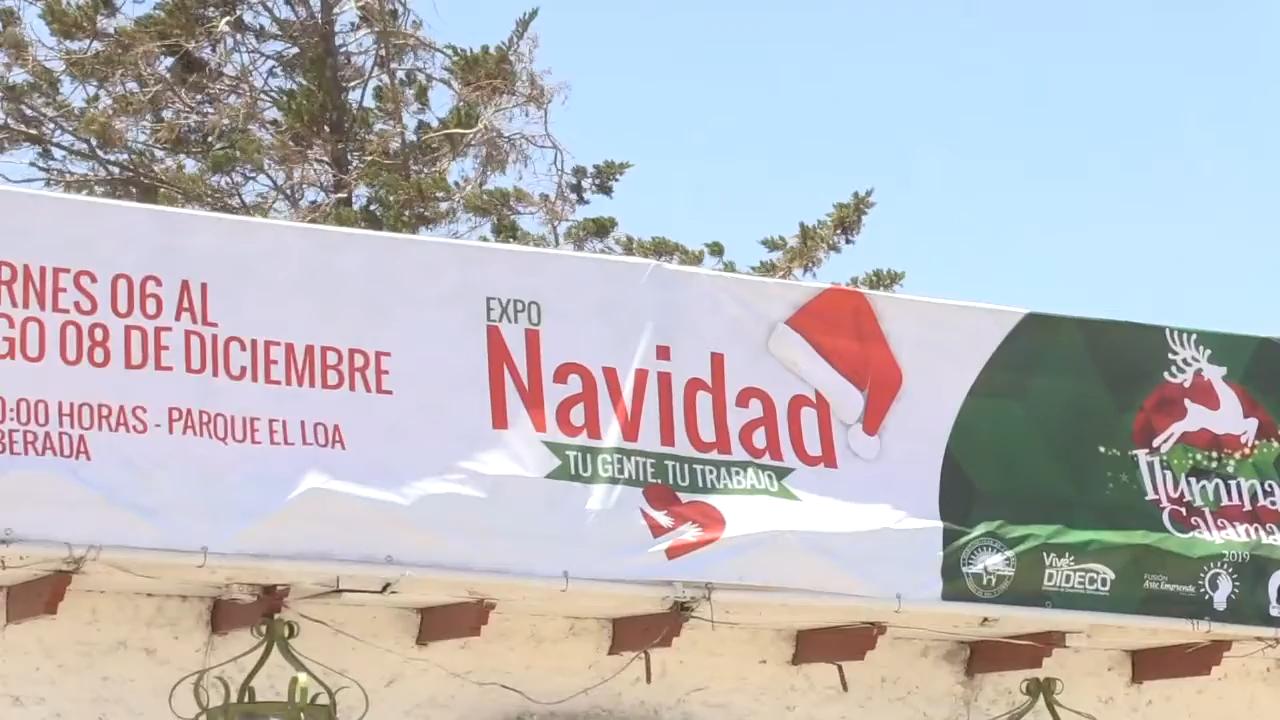 RNES 06 AL
GO 08 DE DICIEMBRE
0:00 HORAS - PARQUE EL LOA
BERADA
EXPO
Navidad
TU GENTE, TU TRABAJO
Ilumina
Calama
2019
Vive
DIDECO
FUSIÓN
Arte Emprende